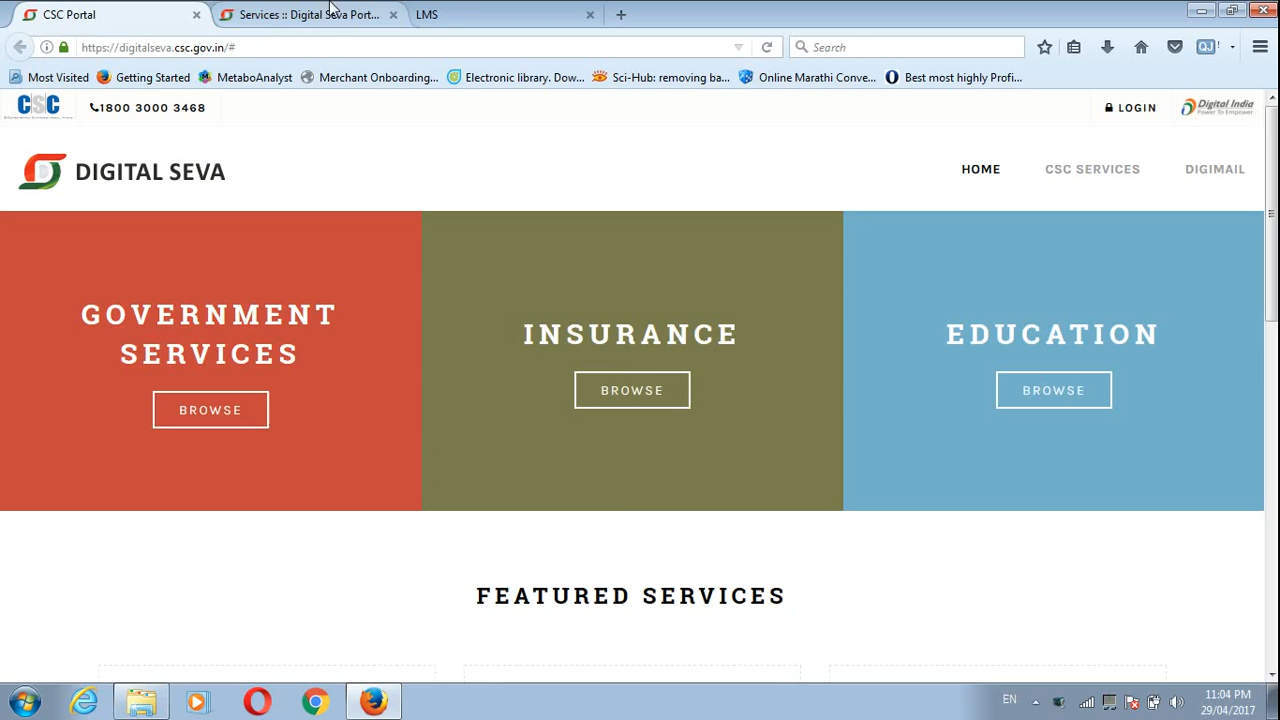 CSC Portal
Services :: Digital Seva Port...
LMS
https://digitalseva.csc.gov.in/#
Search
Most Visited
Getting Started
MetaboAnalyst
Merchant Onboarding...
Electronic library. Dow...
Sci-Hub: removing ba...
Online Marathi Conve...
Best most highly Profi...
CSC
1800 3000 3468
LOGIN
Digital India
Power To Empower
DIGITAL SEVA
HOME
CSC SERVICES
DIGIMAIL
GOVERNMENT
SERVICES
BROWSE
INSURANCE
BROWSE
EDUCATION
BROWSE
FEATURED SERVICES
EN
11:04 PM
29/04/2017